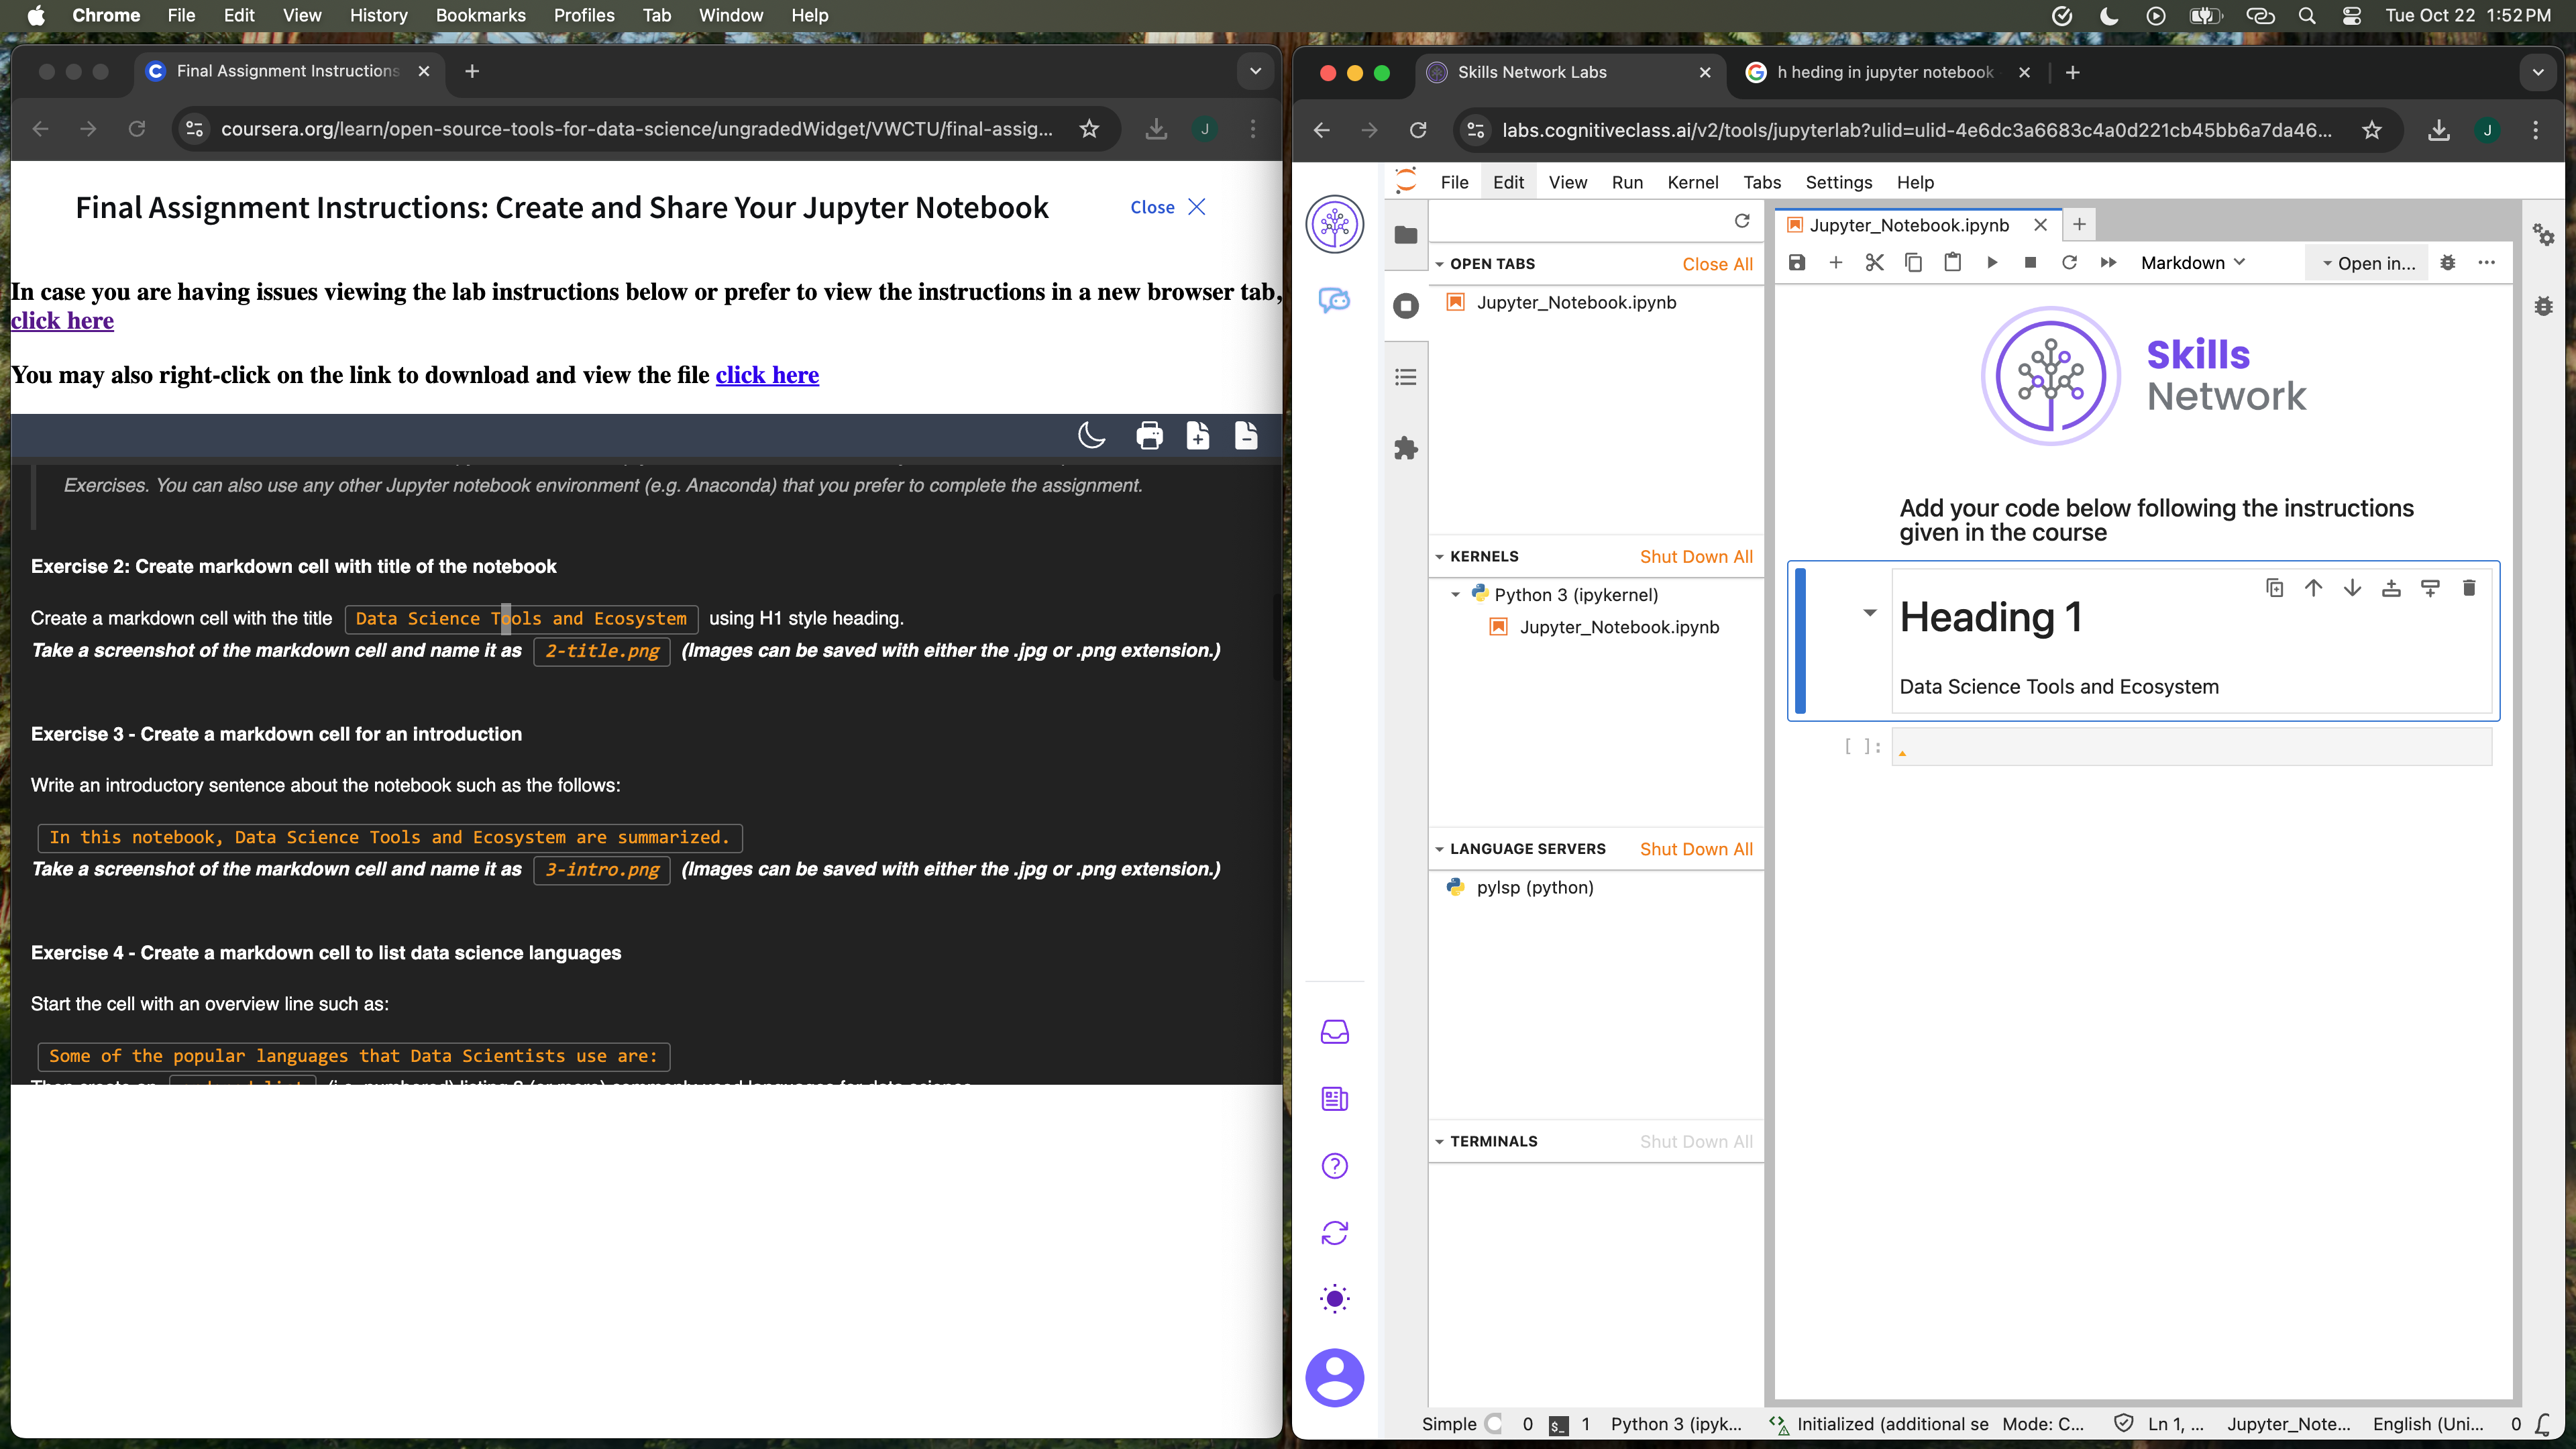 Chrome File Edit View History Bookmarks Profiles Tab Window Help Tue Oct 22 1:52 PM
Final Assignment Instructions
coursera.org/learn/open-source-tools-for-data-science/ungradedWidget/VWCTU/final-assig... J
Final Assignment Instructions: Create and Share Your Jupyter Notebook
Close
In case you are having issues viewing the lab instructions below or prefer to view the instructions in a new browser tab,
click here
You may also right-click on the link to download and view the file click here
Exercises. You can also use any other Jupyter notebook environment (e.g. Anaconda) that you prefer to complete the assignment.
Exercise 2: Create markdown cell with title of the notebook
Create a markdown cell with the title Data Science Tools and Ecosystem using H1 style heading.
Take a screenshot of the markdown cell and name it as 2-title.png (Images can be saved with either the .jpg or .png extension.)
Exercise 3 - Create a markdown cell for an introduction
Write an introductory sentence about the notebook such as the follows:
In this notebook, Data Science Tools and Ecosystem are summarized.
Take a screenshot of the markdown cell and name it as 3-intro.png (Images can be saved with either the .jpg or .png extension.)
Exercise 4 - Create a markdown cell to list data science languages
Start the cell with an overview line such as:
Some of the popular languages that Data Scientists use are:
Skills Network Labs
h heding in jupyter notebook
labs.cognitiveclass.ai/v2/tools/jupyterlab?ulid=ulid-4e6dc3a6683c4a0d221cb45bb6a7da46... J
File Edit View Run Kernel Tabs Settings Help
OPEN TABS Close All
Jupyter_Notebook.ipynb
KERNELS Shut Down All
Python 3 (ipykernel)
Jupyter_Notebook.ipynb
LANGUAGE SERVERS Shut Down All
pylsp (python)
TERMINALS Shut Down All
Jupyter_Notebook.ipynb
Markdown Open in...
Skills
Network
Add your code below following the instructions
given in the course
Heading 1
Data Science Tools and Ecosystem
[ ]:
Simple 0 $_ 1 Python 3 (ipyk... Initialized (additional se Mode: C... Ln 1, ... Jupyter_Note... English (Uni... 0